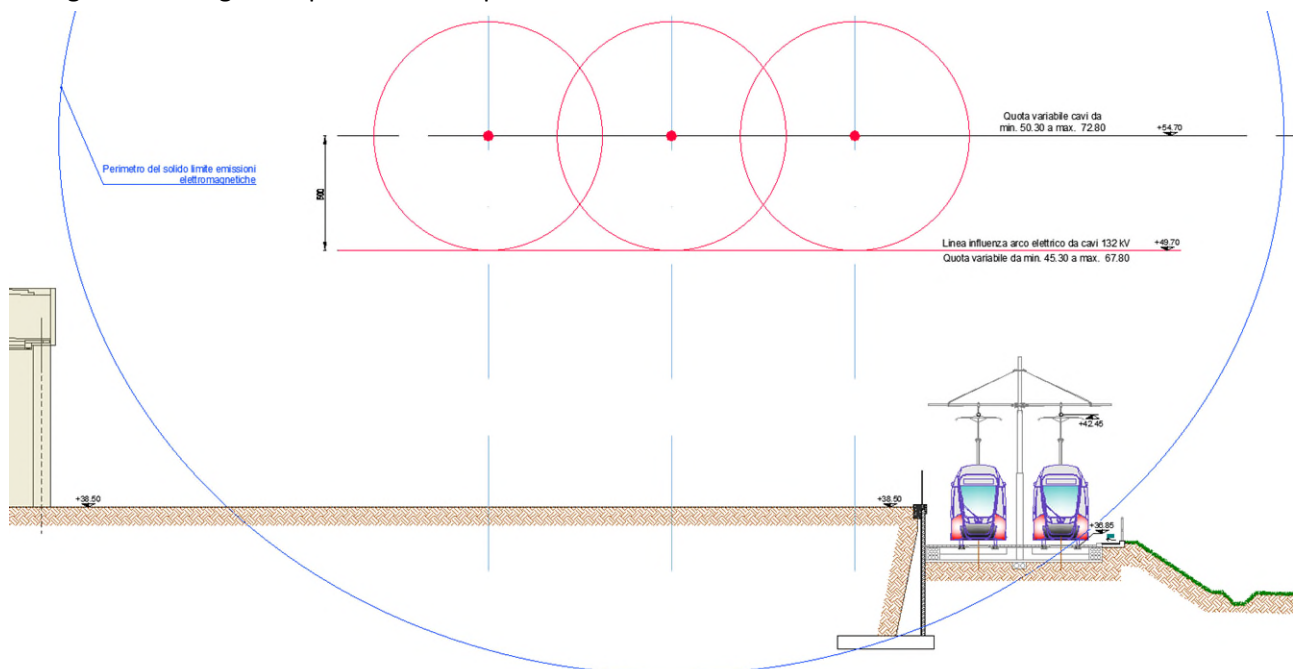 Quota variabile cavi da
min. 50.30 a max. 72.80
+54.70
Perimetro del solido limite emissioni
elettromagnetiche
Linea influenza arco elettrico da cavi 132 kV
+49.70
Quota variabile da min. 45.30 a max. 67.80
+42.45
+38.50
+38.50
+36.85